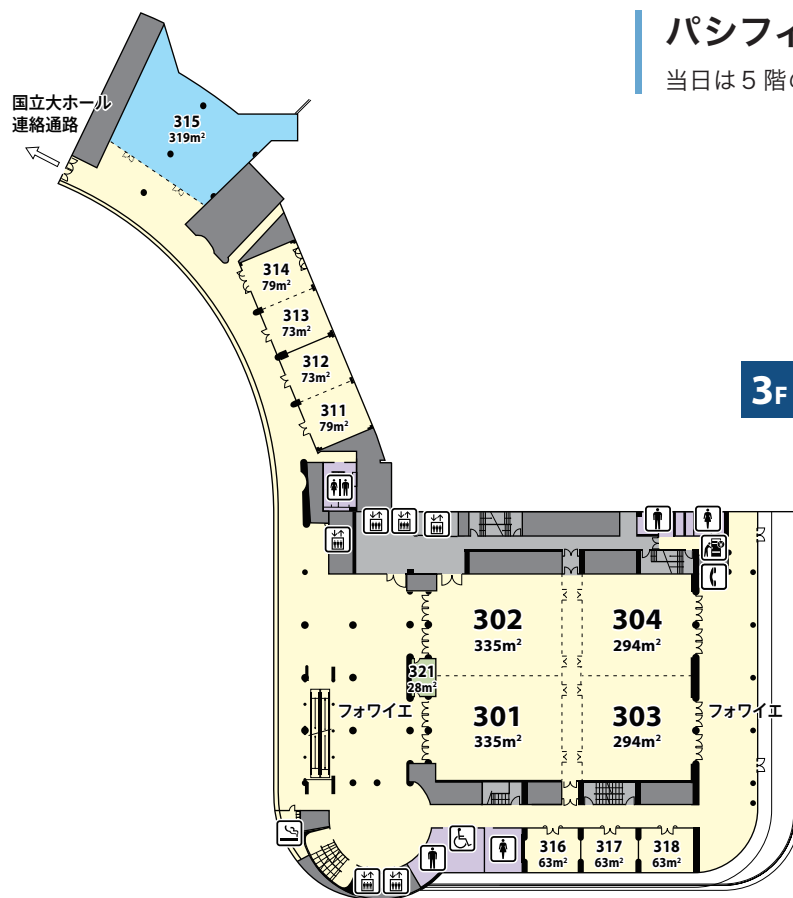 パシフィ
当日は5階
国立大ホール
連絡通路
315
319m²
314
79m²
313
73m²
312
73m²
311
79m²
3F
302
335m²
304
294m²
321
28m²
フォワイエ
301
335m²
303
294m²
フォワイエ
316
63m²
317
63m²
318
63m²